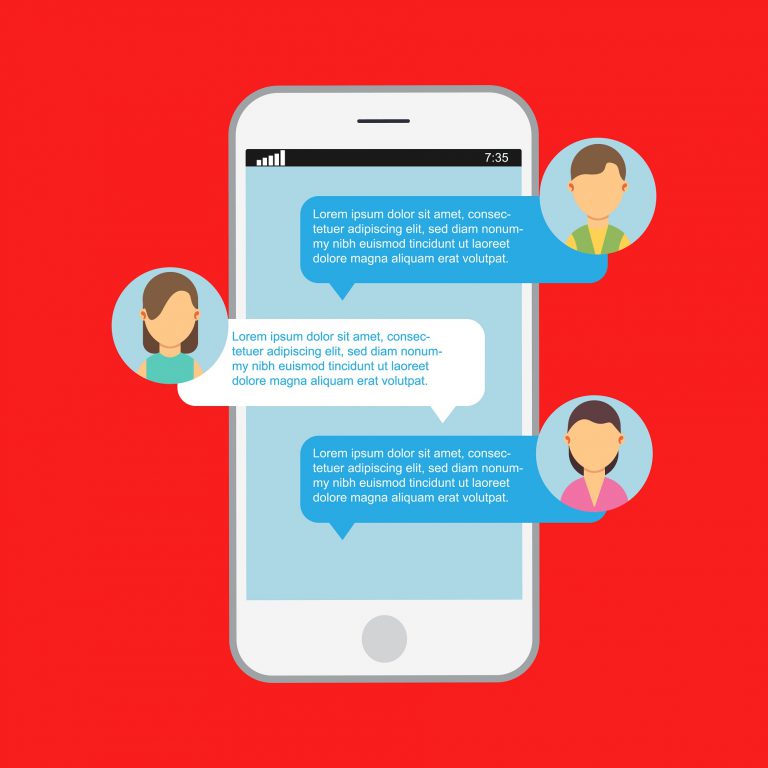 7:35
Lorem ipsum dolor sit amet, consec-
tetuer adipiscing elit, sed diam nonum-
my nibh euismod tincidunt ut laoreet
dolore magna aliquam erat volutpat.
Lorem ipsum dolor sit amet, consec-
tetuer adipiscing elit, sed diam nonum-
my nibh euismod tincidunt ut laoreet
dolore magna aliquam erat volutpat.
Lorem ipsum dolor sit amet, consec-
tetuer adipiscing elit, sed diam nonum-
my nibh euismod tincidunt ut laoreet
dolore magna aliquam erat volutpat.